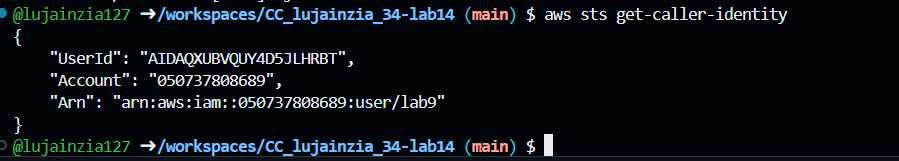 @lujainzia127 ➜/workspaces/CC_lujainzia_34-lab14 (main) $ aws sts get-caller-identity
{
    "UserId": "AIDAQXUBVQUY4D5JLHRBT",
    "Account": "050737808689",
    "Arn": "arn:aws:iam::050737808689:user/lab9"
}
@lujainzia127 ➜/workspaces/CC_lujainzia_34-lab14 (main) $